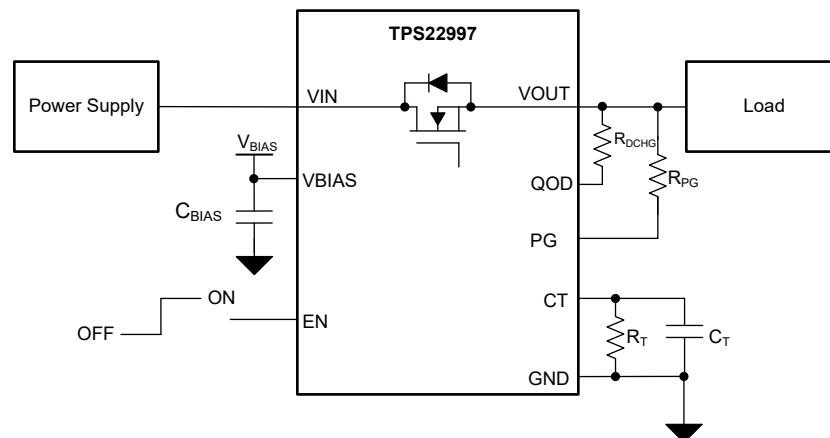 TPS22997
Power Supply
VIN
VOUT
Load
R_DCHG
V_BIAS
VBIAS
QOD
R_PG
C_BIAS
PG
ON
CT
OFF
EN
R_T
C_T
GND